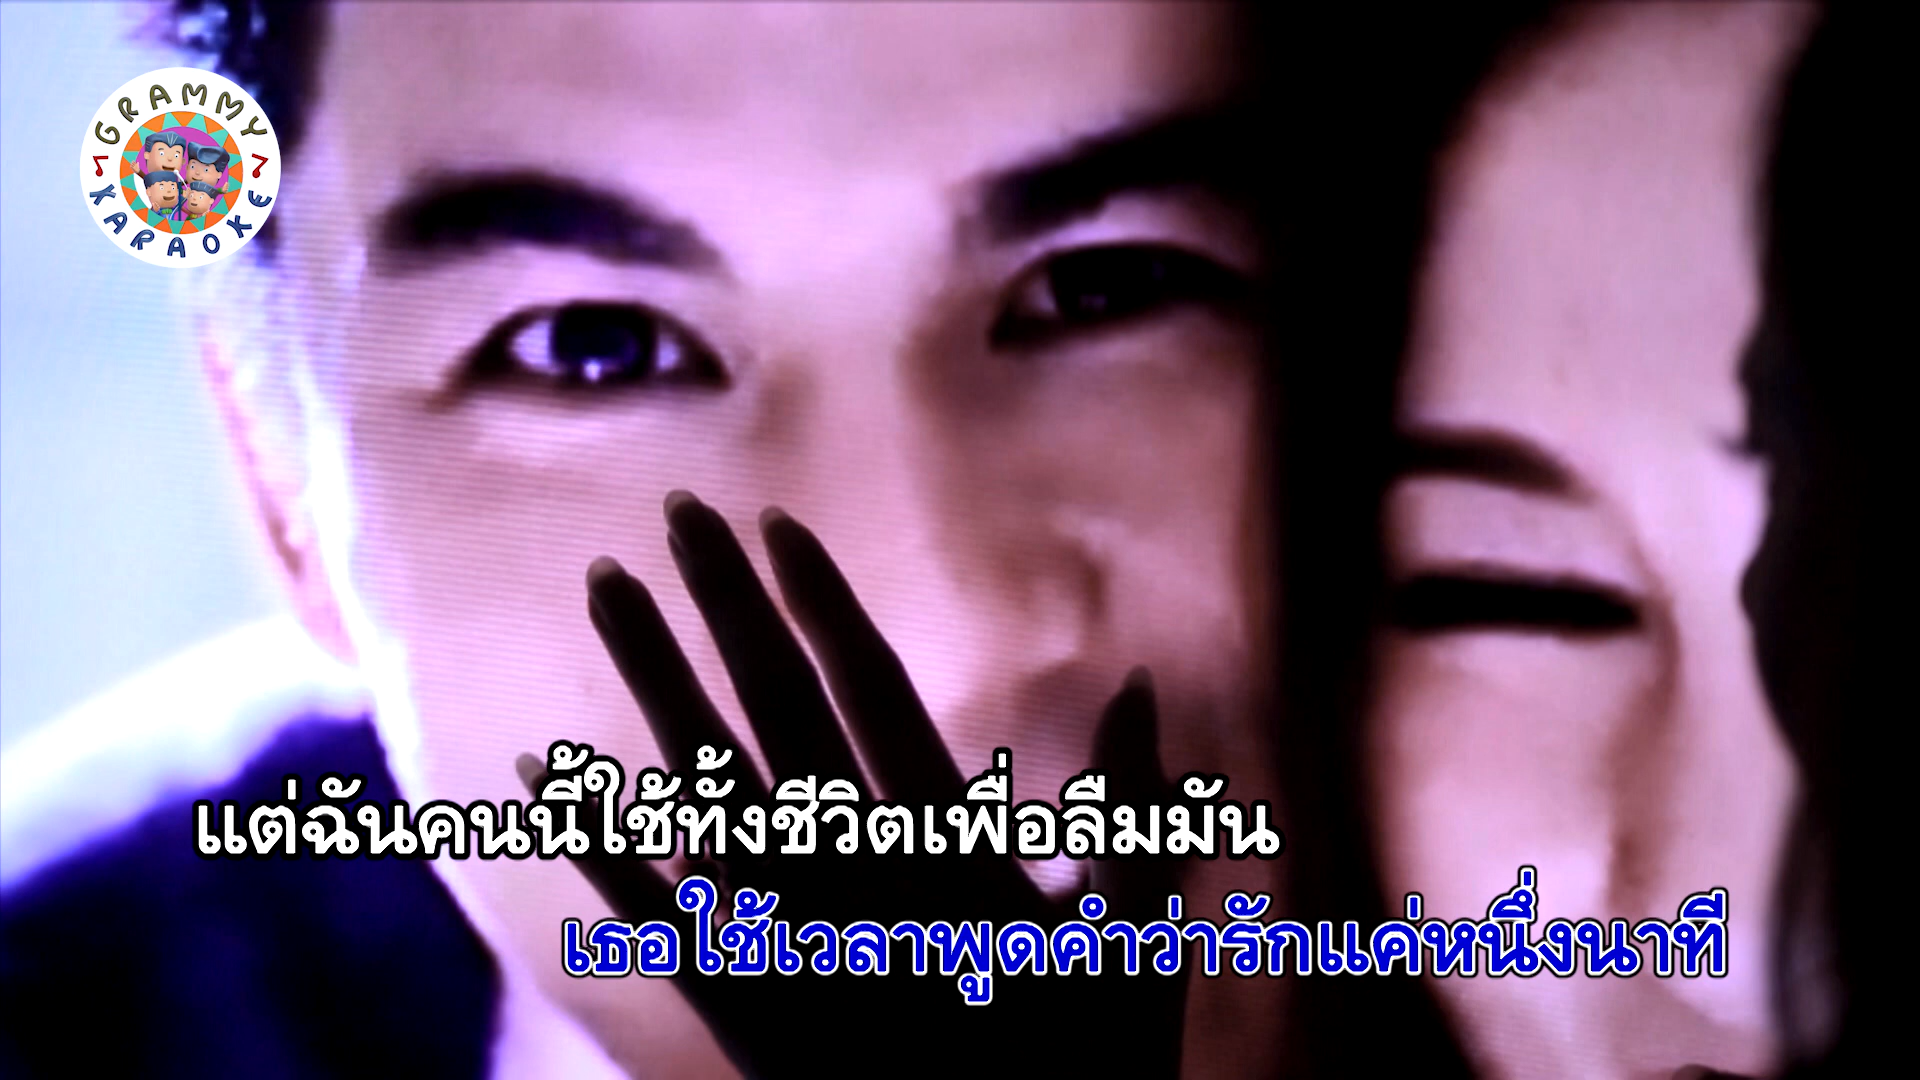 GRAMMY
KARAOKE
แต่ฉันคนนี้ใช้ทั้งชีวิตเพื่อลืมมัน
เธอใช้เวลาพูดคำว่ารักแค่หนึ่งนาที